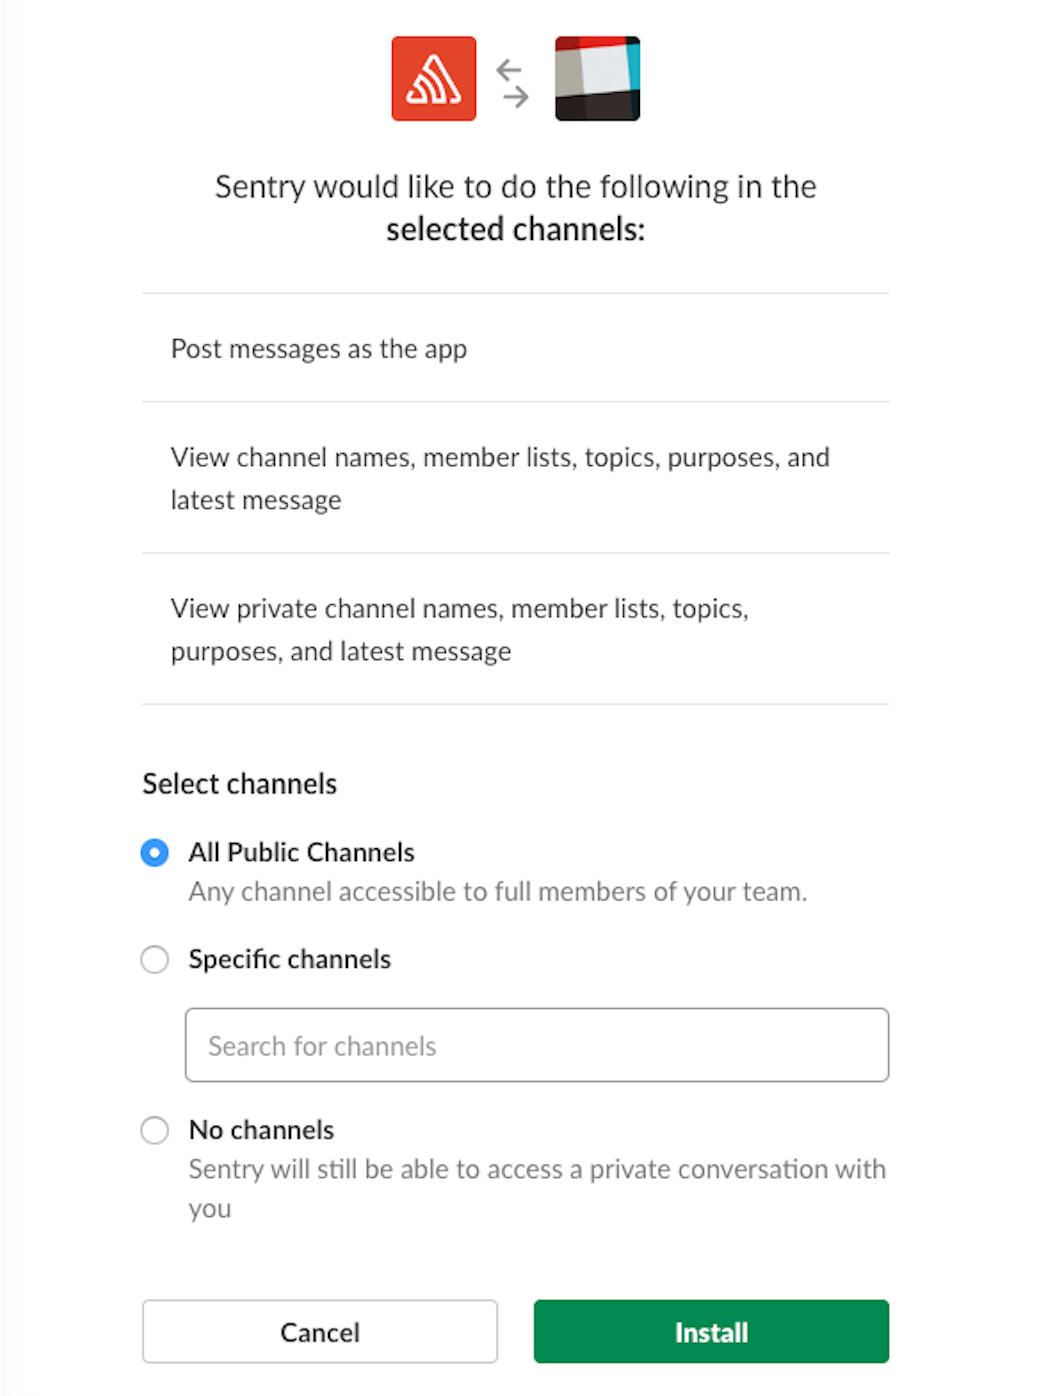 Sentry would like to do the following in the
selected channels:
Post messages as the app
View channel names, member lists, topics, purposes, and
latest message
View private channel names, member lists, topics,
purposes, and latest message
Select channels
All Public Channels
Any channel accessible to full members of your team.
Specific channels
Search for channels
No channels
Sentry will still be able to access a private conversation with
you
Cancel
Install